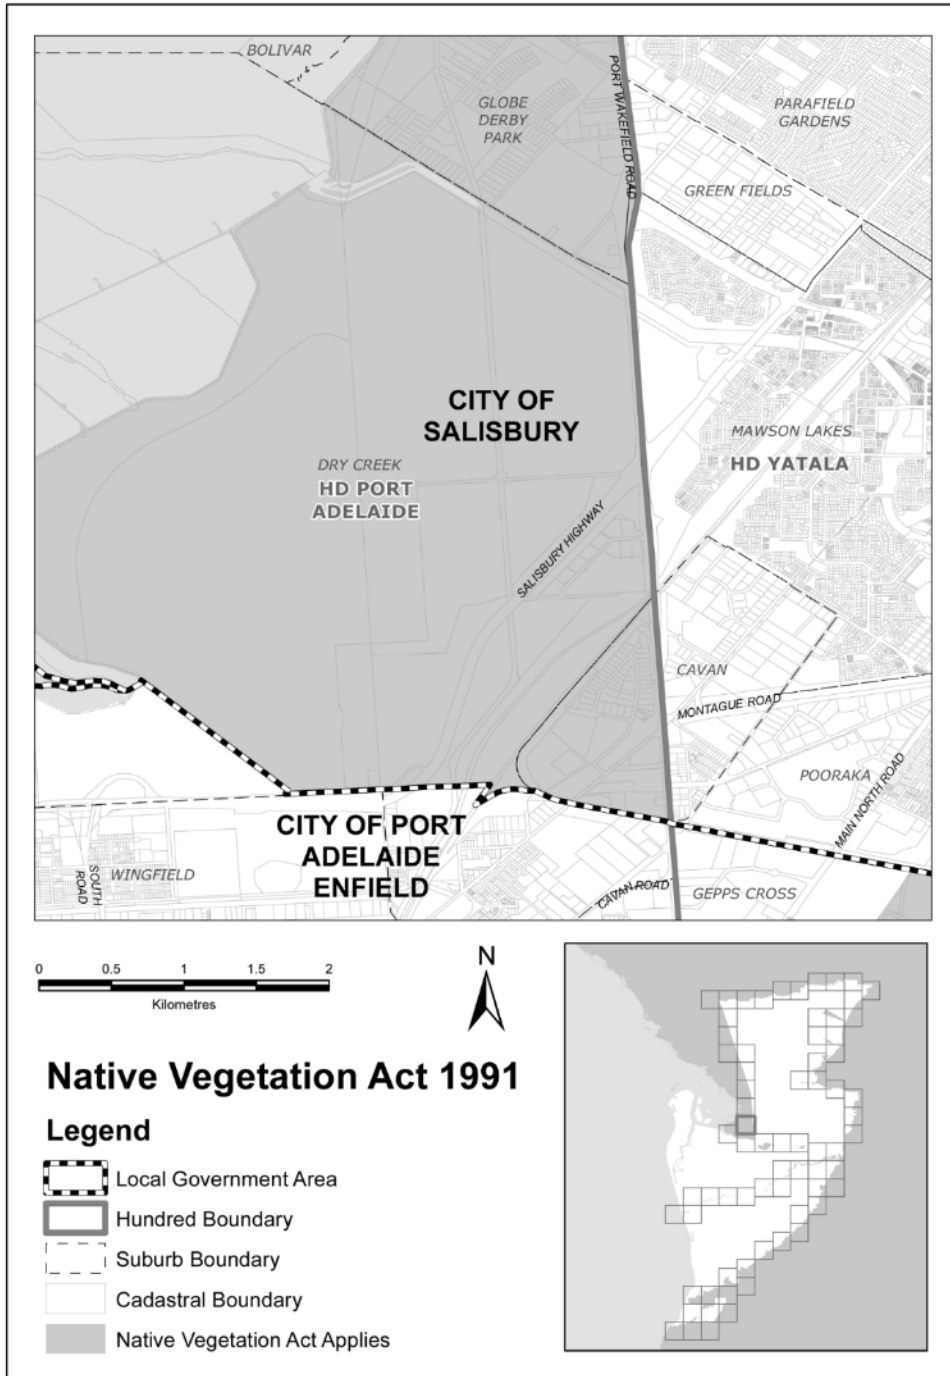 BOLIVAR
GLOBE
DERBY
PARK
PORT WAKEFIELD ROAD
PARAFIELD
GARDENS
GREEN FIELDS
CITY OF
SALISBURY
MAWSON LAKES
HD YATALA
DRY CREEK
HD PORT
ADELAIDE
SALISBURY HIGHWAY
CAVAN
MONTAGUE ROAD
POORAKA
MAIN NORTH ROAD
CITY OF PORT
ADELAIDE
ENFIELD
WINGFIELD
SOUTH
ROAD
CAVAN ROAD
GEPPS CROSS
0 0.5 1 1.5 2
Kilometres
N
Native Vegetation Act 1991
Legend
Local Government Area
Hundred Boundary
Suburb Boundary
Cadastral Boundary
Native Vegetation Act Applies